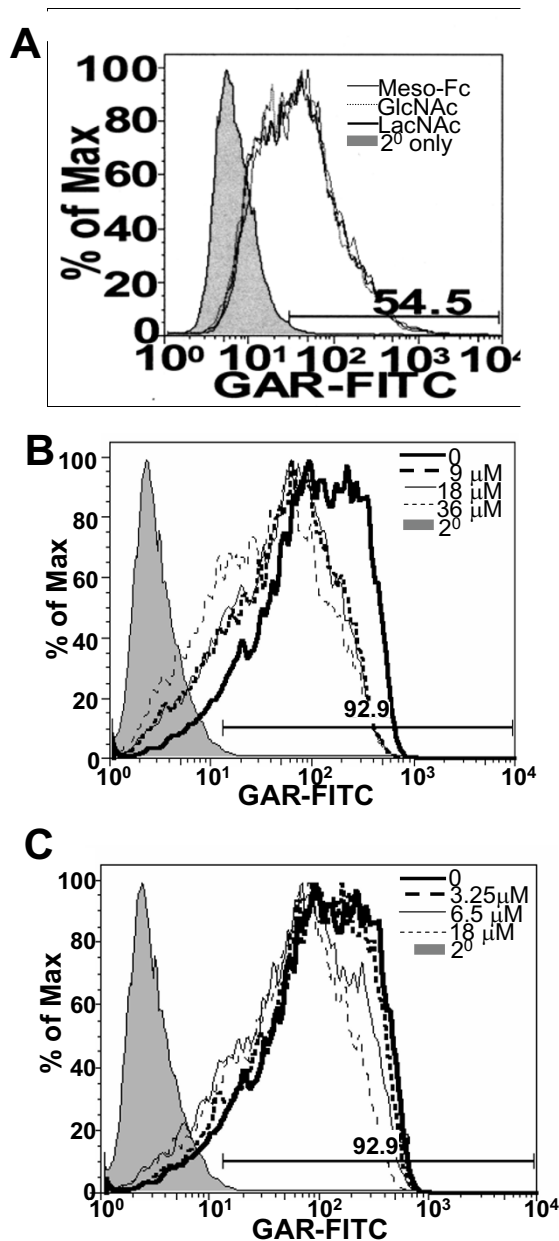 A
100
80
60
40
20
0
% of Max
Meso-Fc
GlcNAc
LacNAc
2⁰ only
54.5
10⁰ 10¹ 10² 10³ 10⁴
GAR-FITC
B
100
80
60
40
20
0
% of Max
0
9 μM
18 μM
36 μM
2⁰
92.9
10⁰ 10¹ 10² 10³ 10⁴
GAR-FITC
C
100
80
60
40
20
0
% of Max
0
3.25μM
6.5 μM
18 μM
2⁰
92.9
10⁰ 10¹ 10² 10³ 10⁴
GAR-FITC